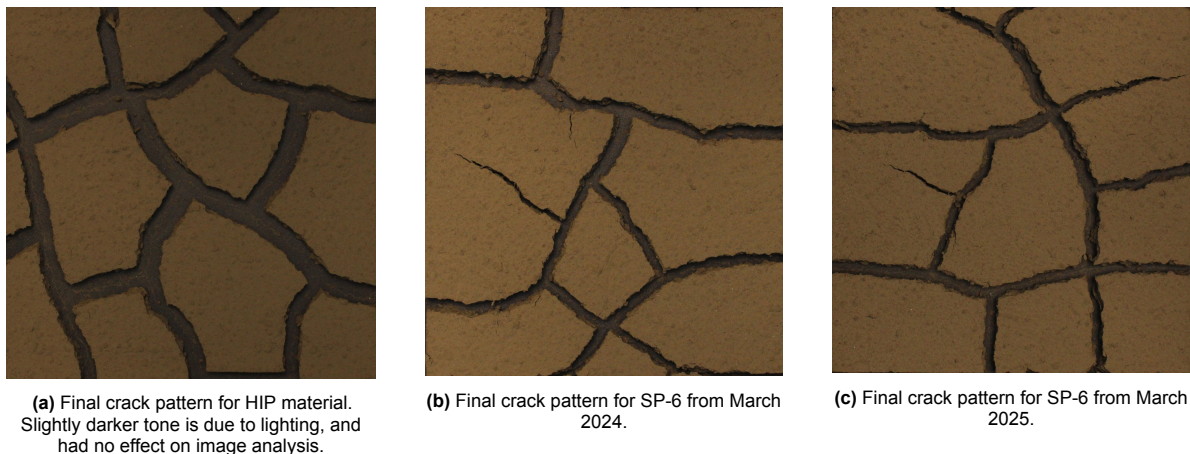 (a) Final crack pattern for HIP material.
Slightly darker tone is due to lighting, and
had no effect on image analysis.
(b) Final crack pattern for SP-6 from March
2024.
(c) Final crack pattern for SP-6 from March
2025.